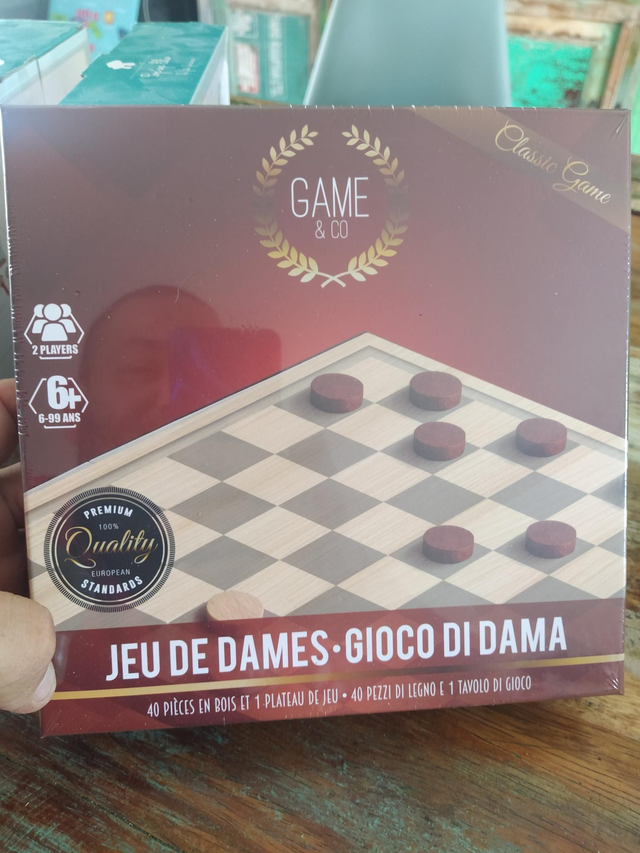 Classic Game
GAME
& CO
2 PLAYERS
6+
6-99 ANS
PREMIUM
100%
Quality
EUROPEAN
STANDARDS
JEU DE DAMES • GIOCO DI DAMA
40 PIÈCES EN BOIS ET 1 PLATEAU DE JEU • 40 PEZZI DI LEGNO E 1 TAVOLO DI GIOCO